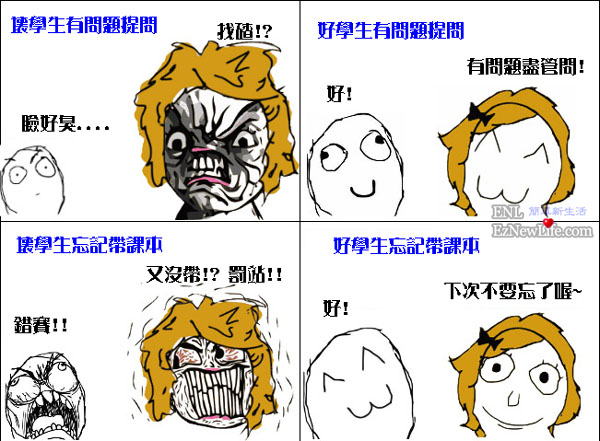 壞學生有問題提問
找碴!?
臉好臭....
好學生有問題提問
有問題盡管問!
好!
ENL 簡單新生活
EzNewLife.com
壞學生忘記帶課本
又沒帶!? 罰站!!
錯賽!!
好學生忘記帶課本
下次不要忘了喔~
好!